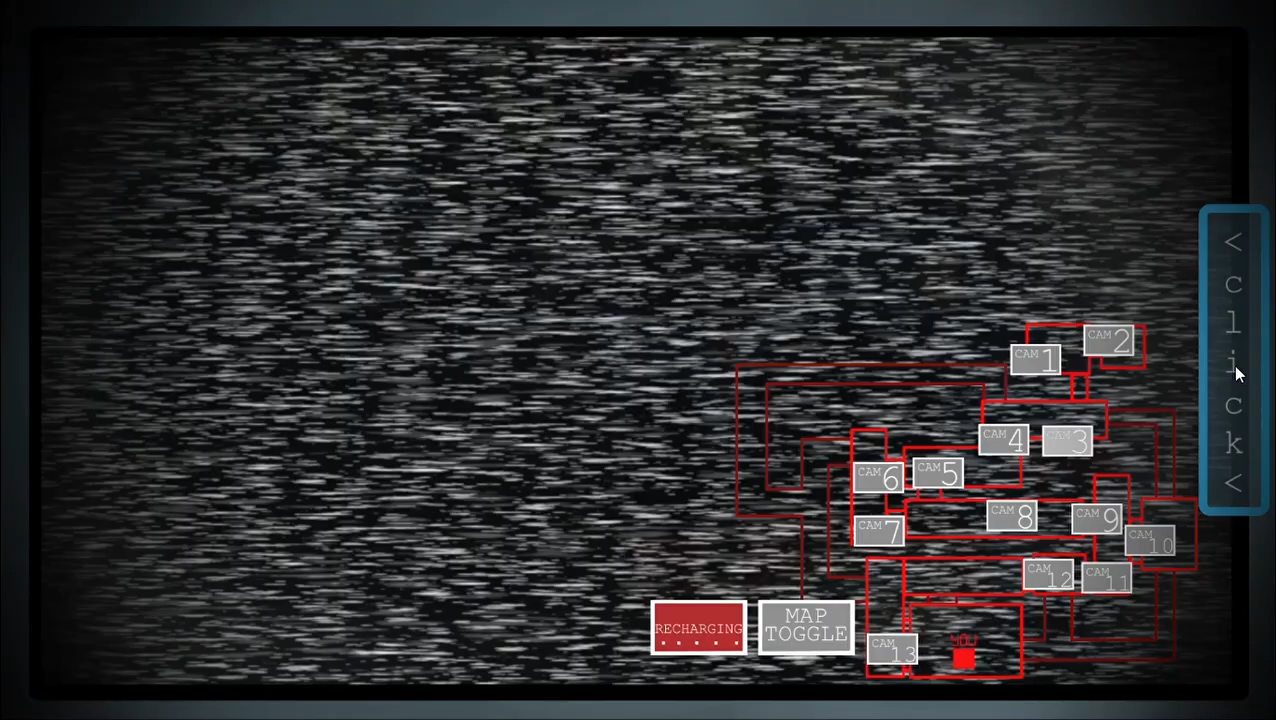 <
c
l
i
c
k
<
CAM 2
CAM 1
CAM 4
CAM 3
CAM 6
CAM 5
CAM 8
CAM 9
CAM 7
CAM 10
CAM 12
CAM 11
RECHARGING
. . . . .
MAP
TOGGLE
CAM 13
YOU